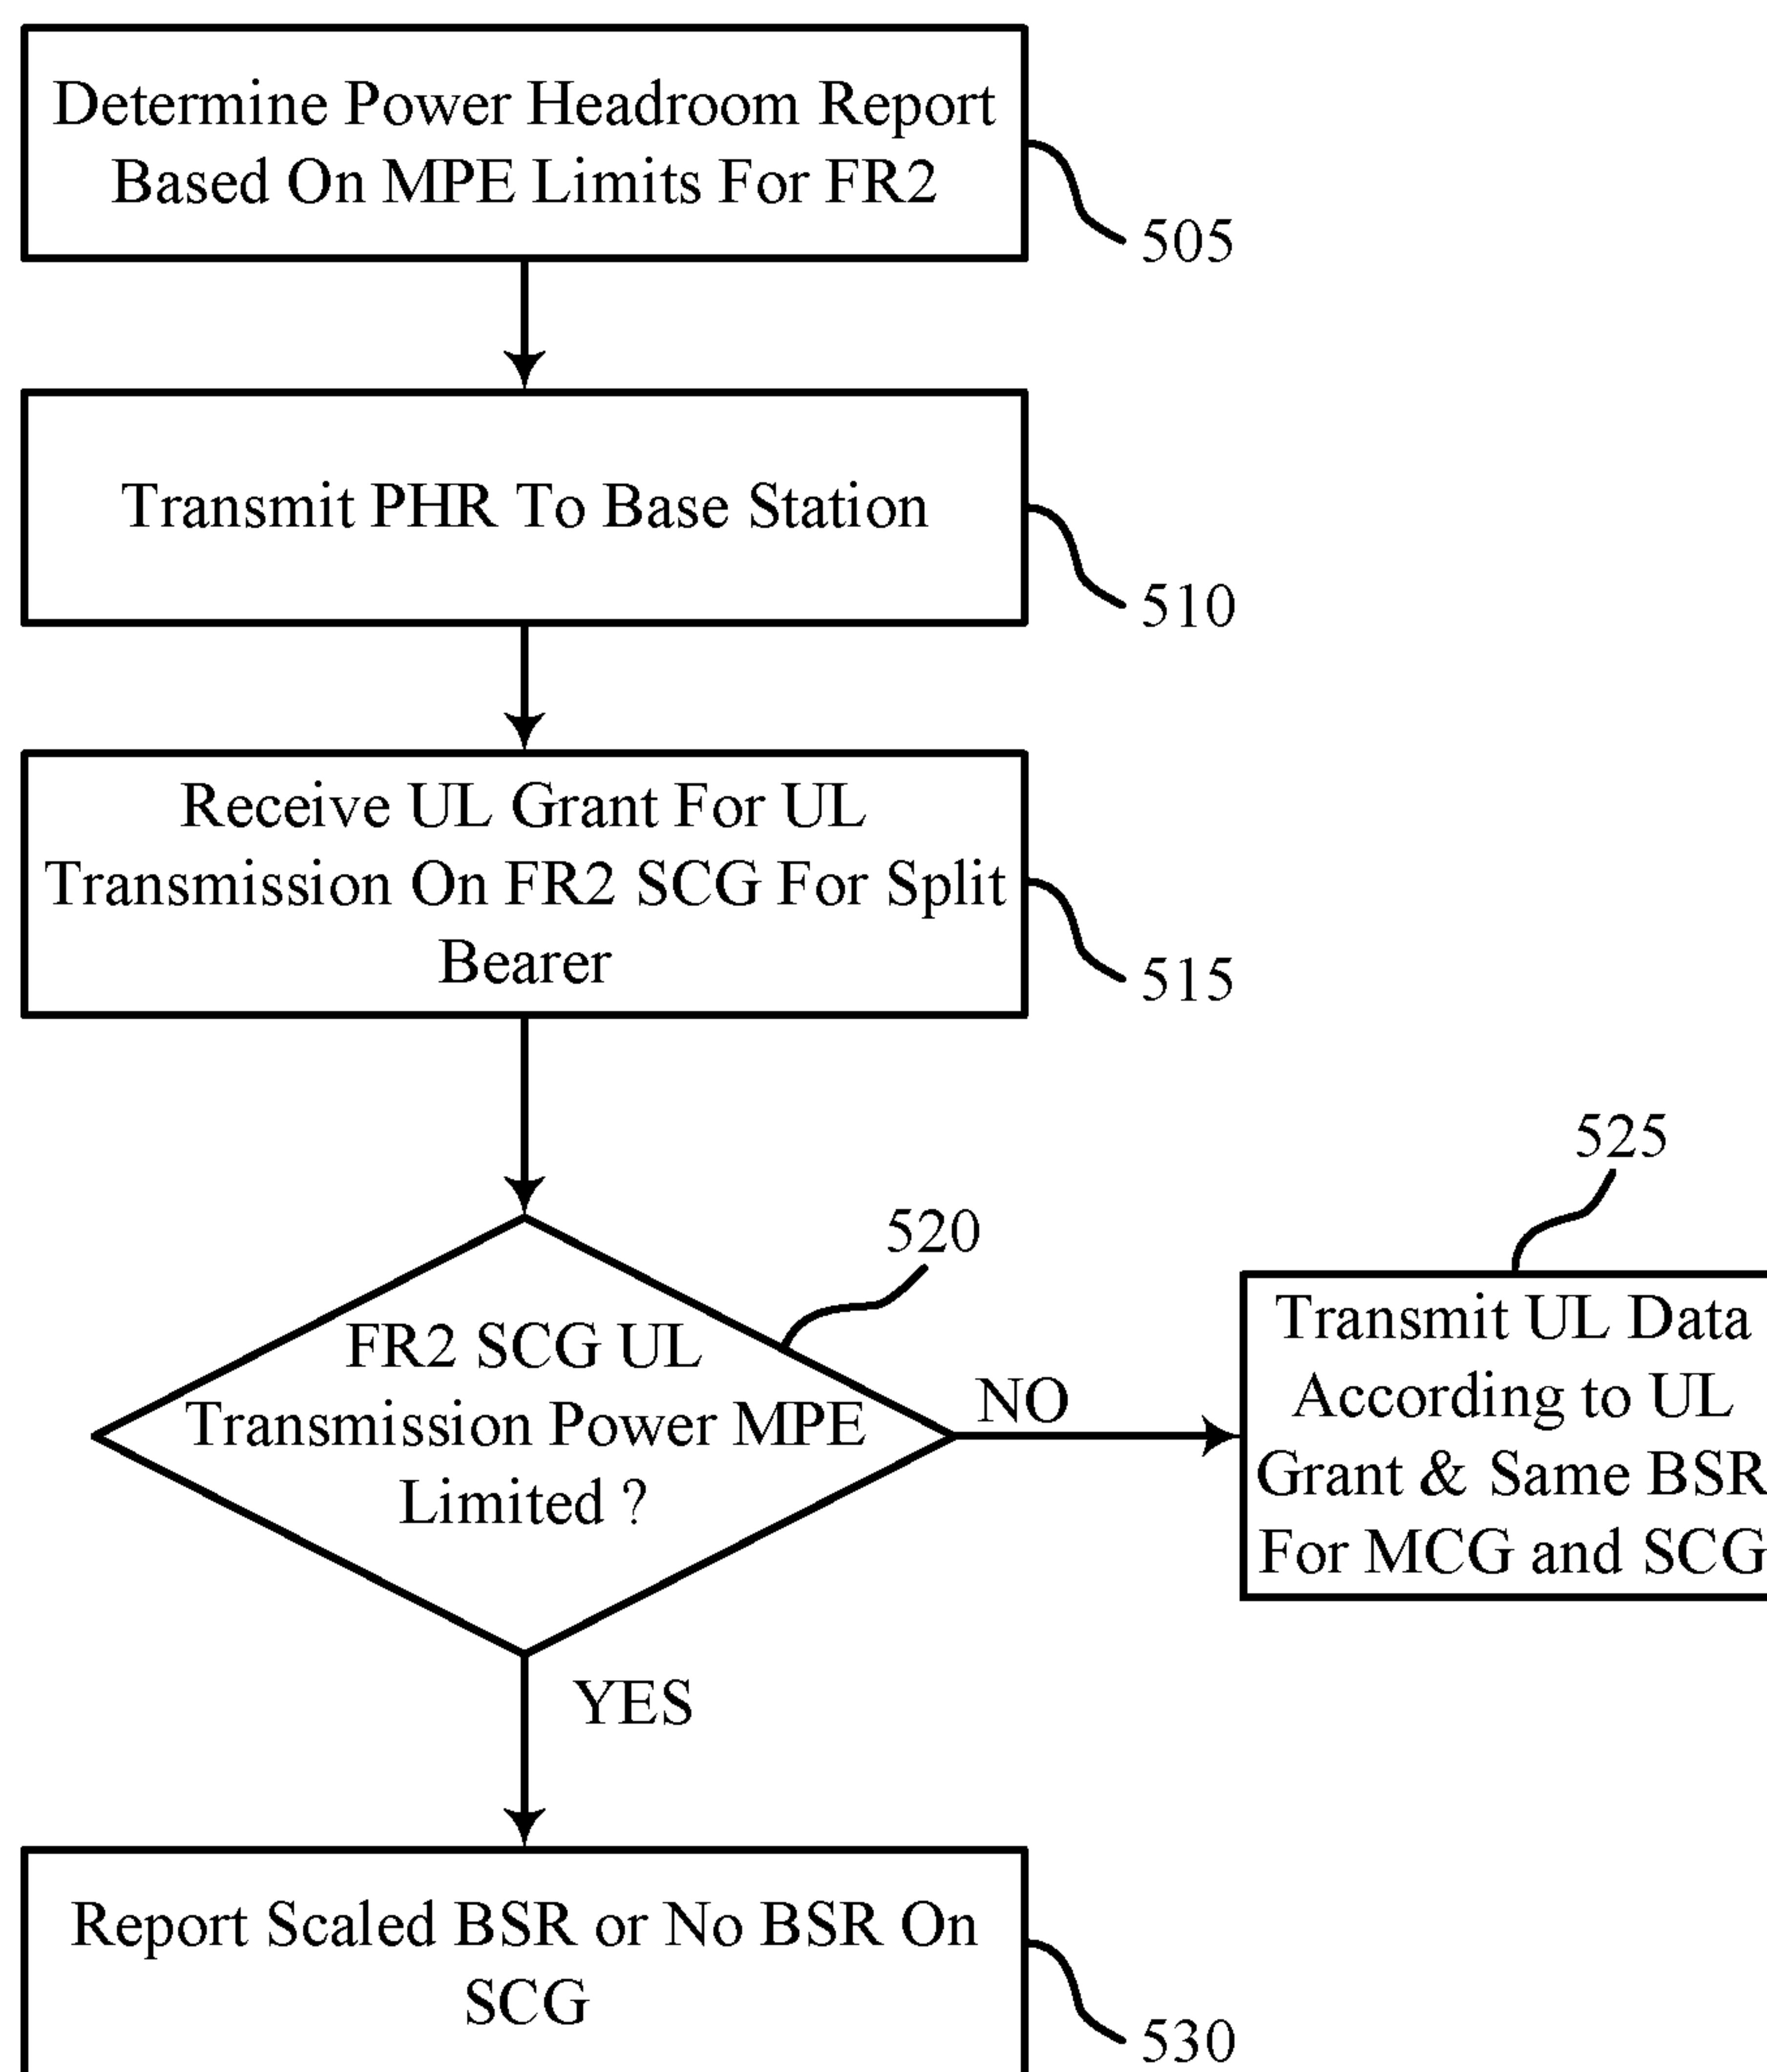 Determine Power Headroom Report
Based On MPE Limits For FR2
505
Transmit PHR To Base Station
510
Receive UL Grant For UL
Transmission On FR2 SCG For Split
Bearer
515
520
FR2 SCG UL
Transmission Power MPE
Limited ?
NO
525
Transmit UL Data
According to UL
Grant & Same BSR
For MCG and SCG
YES
Report Scaled BSR or No BSR On
SCG
530